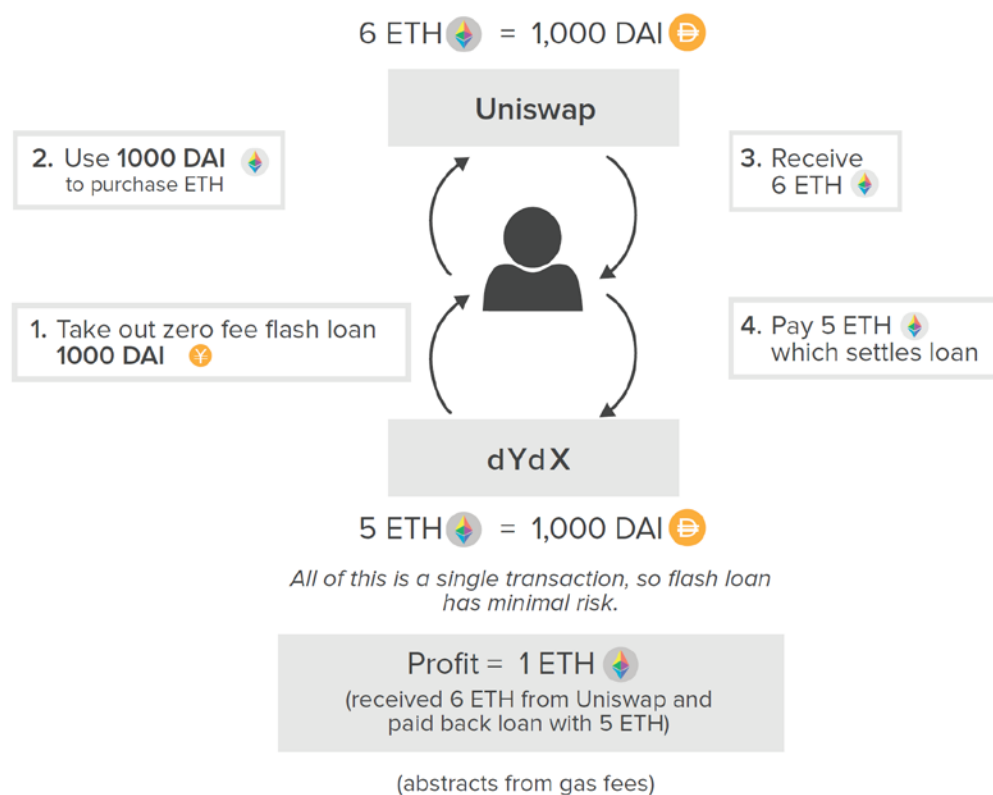 6 ETH = 1,000 DAI
Uniswap
2. Use 1000 DAI
to purchase ETH
3. Receive
6 ETH
1. Take out zero fee flash loan
1000 DAI ¥
4. Pay 5 ETH
which settles loan
dYdX
5 ETH = 1,000 DAI
All of this is a single transaction, so flash loan
has minimal risk.
Profit = 1 ETH
(received 6 ETH from Uniswap and
paid back loan with 5 ETH)
(abstracts from gas fees)